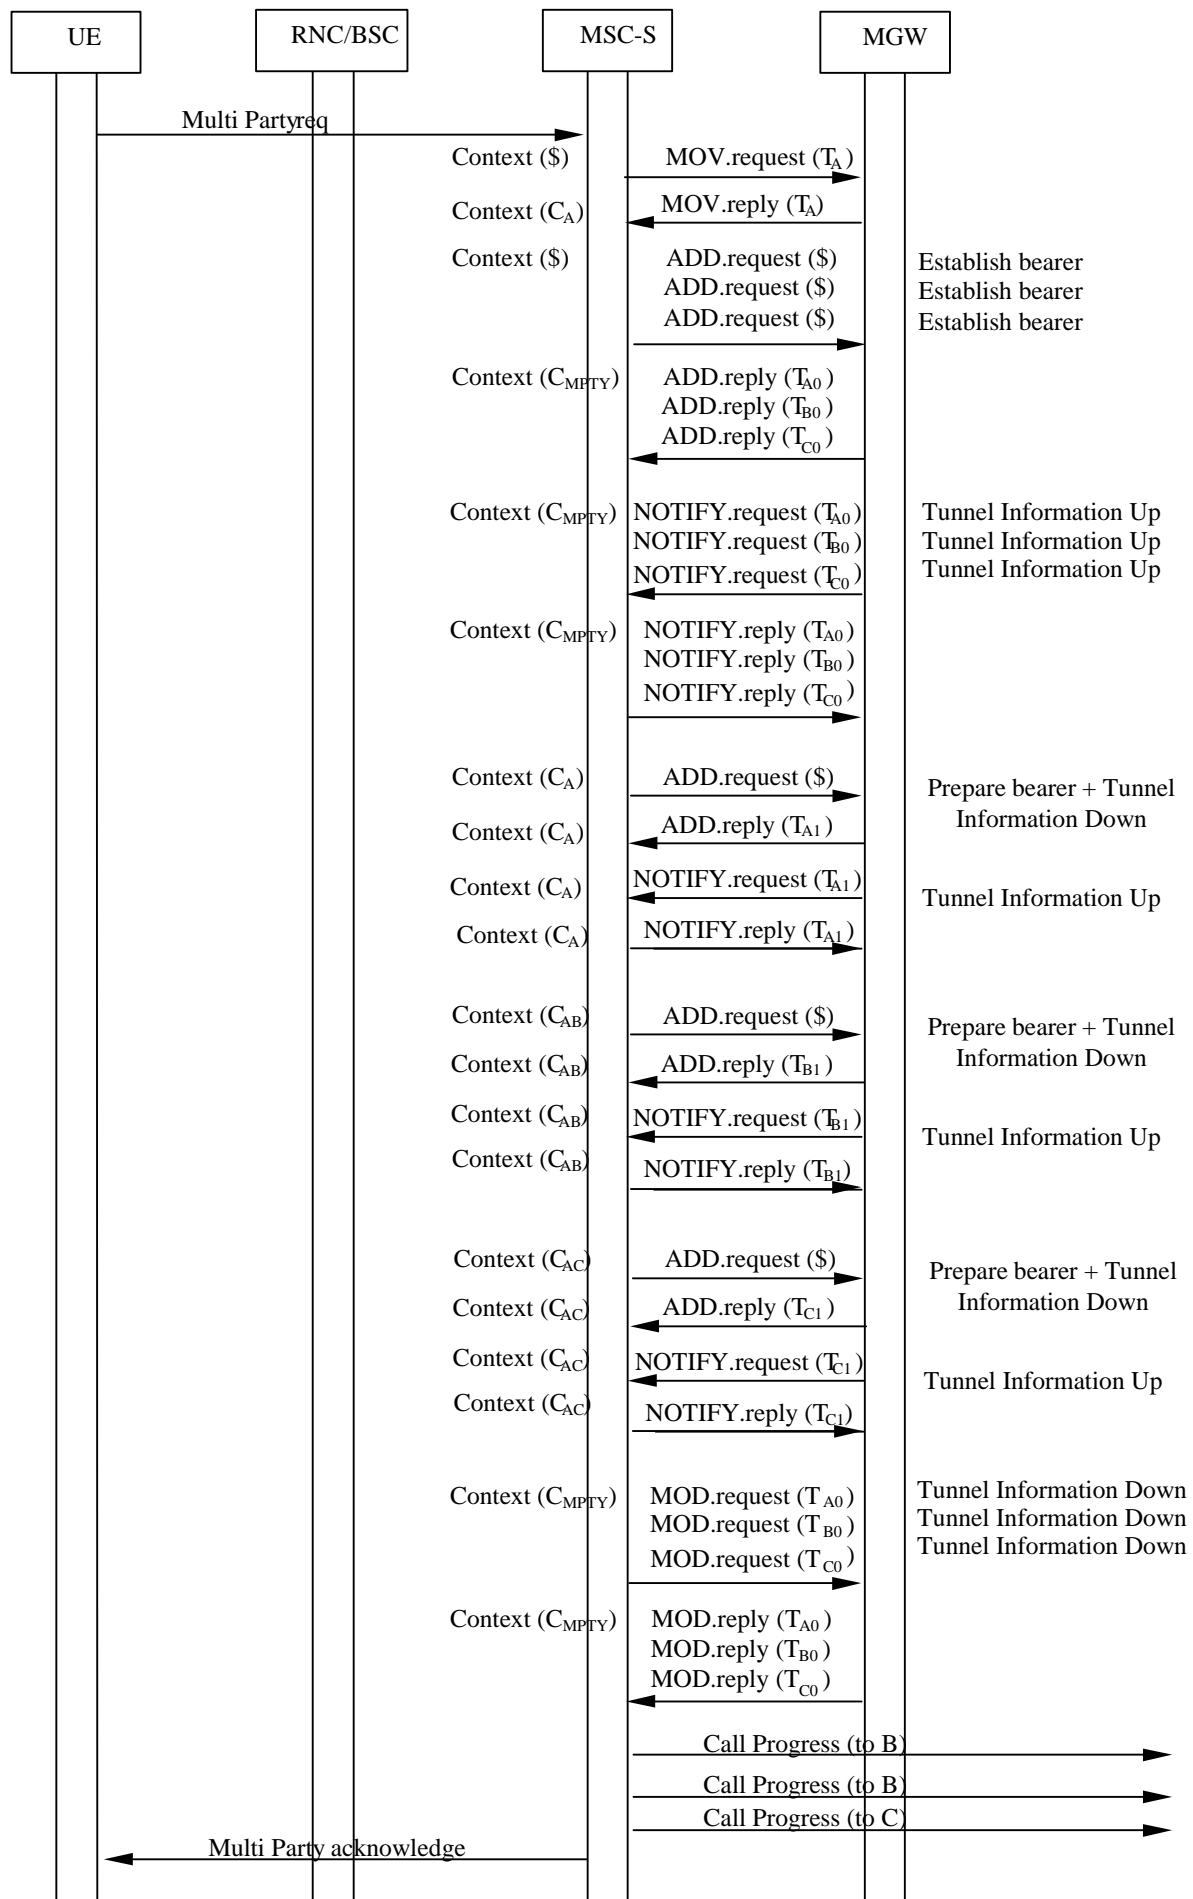 UE RNC/BSC MSC-S MGW
Multi Partyreq
Context ($) MOV.request (TA)
Context (CA) MOV.reply (TA)
Context ($) ADD.request ($) Establish bearer
ADD.request ($) Establish bearer
ADD.request ($) Establish bearer
Context (CMPTY) ADD.reply (TA0)
ADD.reply (TB0)
ADD.reply (TC0)
Context (CMPTY) NOTIFY.request (TA0) Tunnel Information Up
NOTIFY.request (TB0) Tunnel Information Up
NOTIFY.request (TC0) Tunnel Information Up
Context (CMPTY) NOTIFY.reply (TA0)
NOTIFY.reply (TB0)
NOTIFY.reply (TC0)
Context (CA) ADD.request ($) Prepare bearer + Tunnel
Information Down
Context (CA) ADD.reply (TA1)
Context (CA) NOTIFY.request (TA1) Tunnel Information Up
Context (CA) NOTIFY.reply (TA1)
Context (CAB) ADD.request ($) Prepare bearer + Tunnel
Information Down
Context (CAB) ADD.reply (TB1)
Context (CAB) NOTIFY.request (TB1) Tunnel Information Up
Context (CAB) NOTIFY.reply (TB1)
Context (CAC) ADD.request ($) Prepare bearer + Tunnel
Information Down
Context (CAC) ADD.reply (TC1)
Context (CAC) NOTIFY.request (TC1) Tunnel Information Up
Context (CAC) NOTIFY.reply (TC1)
Context (CMPTY) MOD.request (TA0) Tunnel Information Down
MOD.request (TB0) Tunnel Information Down
MOD.request (TC0) Tunnel Information Down
Context (CMPTY) MOD.reply (TA0)
MOD.reply (TB0)
MOD.reply (TC0)
Call Progress (to B)
Call Progress (to B)
Call Progress (to C)
Multi Party acknowledge